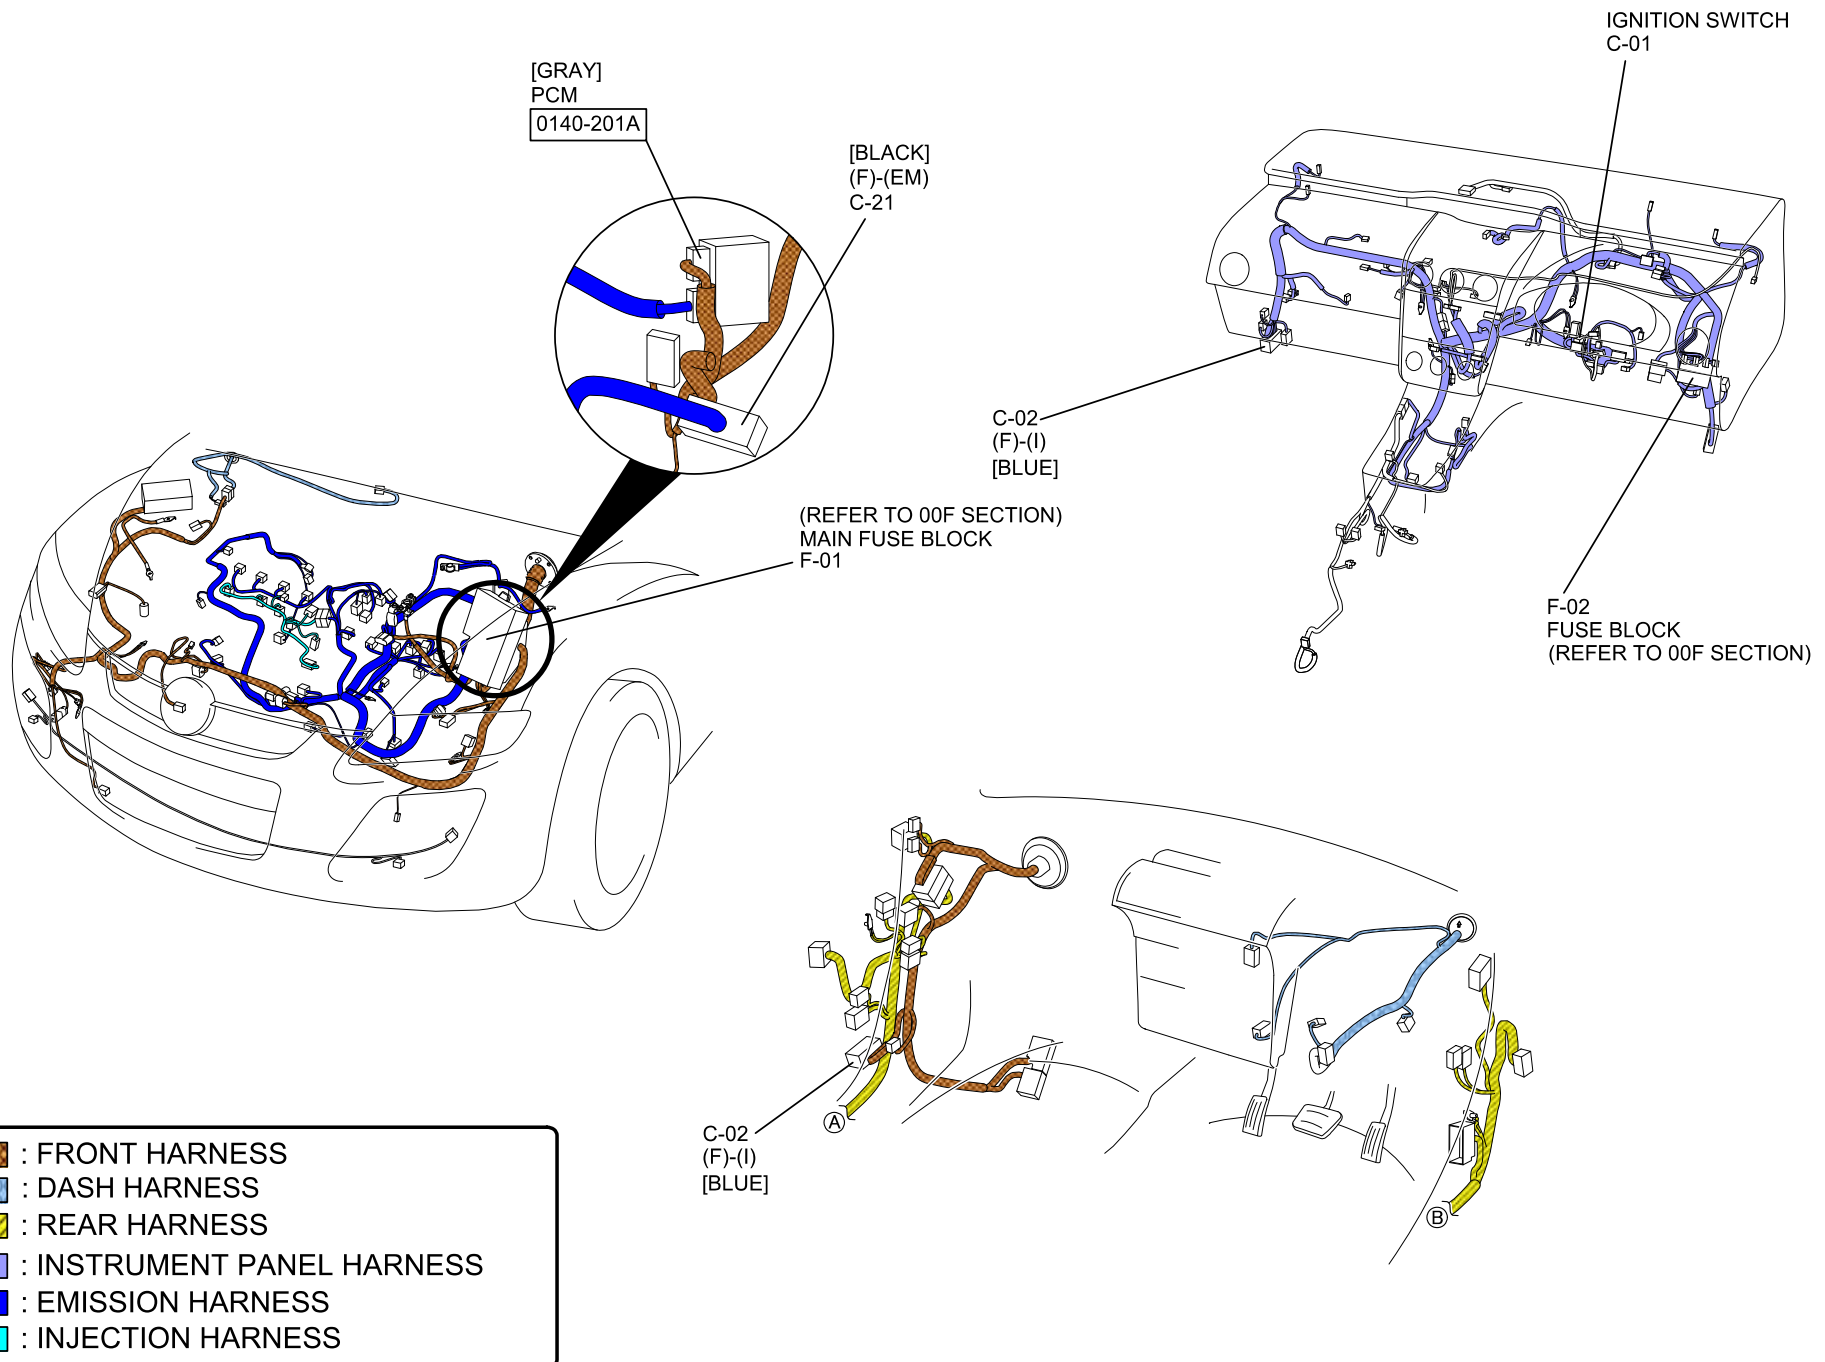 IGNITION SWITCH
C-01
[GRAY]
PCM
0140-201A
[BLACK]
(F)-(EM)
C-21
C-02
(F)-(I)
[BLUE]
(REFER TO 00F SECTION)
MAIN FUSE BLOCK
F-01
F-02
FUSE BLOCK
(REFER TO 00F SECTION)
A
C-02
(F)-(I)
[BLUE]
B
: FRONT HARNESS
: DASH HARNESS
: REAR HARNESS
: INSTRUMENT PANEL HARNESS
: EMISSION HARNESS
: INJECTION HARNESS